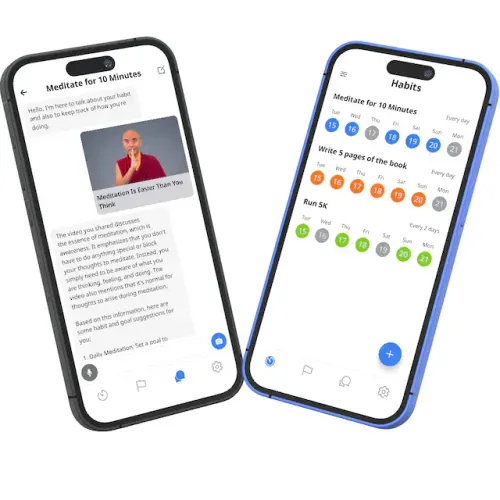 Meditate for 10 Minutes
Hello, I'm here to talk about your habit
and also to keep track of how you're
doing.
Meditation Is Easier Than You
Think
The video you shared discusses
the essence of meditation, which is
awareness. It emphasizes that you don't
have to do anything special or block
your thoughts to meditate. Instead, you
simply need to be aware of what you
are thinking, feeling, and doing. The
video also mentions that it's normal for
thoughts to arise during meditation.
Based on this information, here are
some habit and goal suggestions for
you:
1. Daily Meditation: Set a goal to
Habits
Meditate for 10 Minutes Every day
Tue Wed Thu Fri Sat Sun Mon
15 16 17 18 19 20 21
Write 5 pages of the book Every day
Tue Wed Thu Fri Sat Sun Mon
15 16 17 18 19 20 21
Run 5K Every 2 days
Tue Wed Thu Fri Sat Sun Mon
15 16 17 18 19 20 21